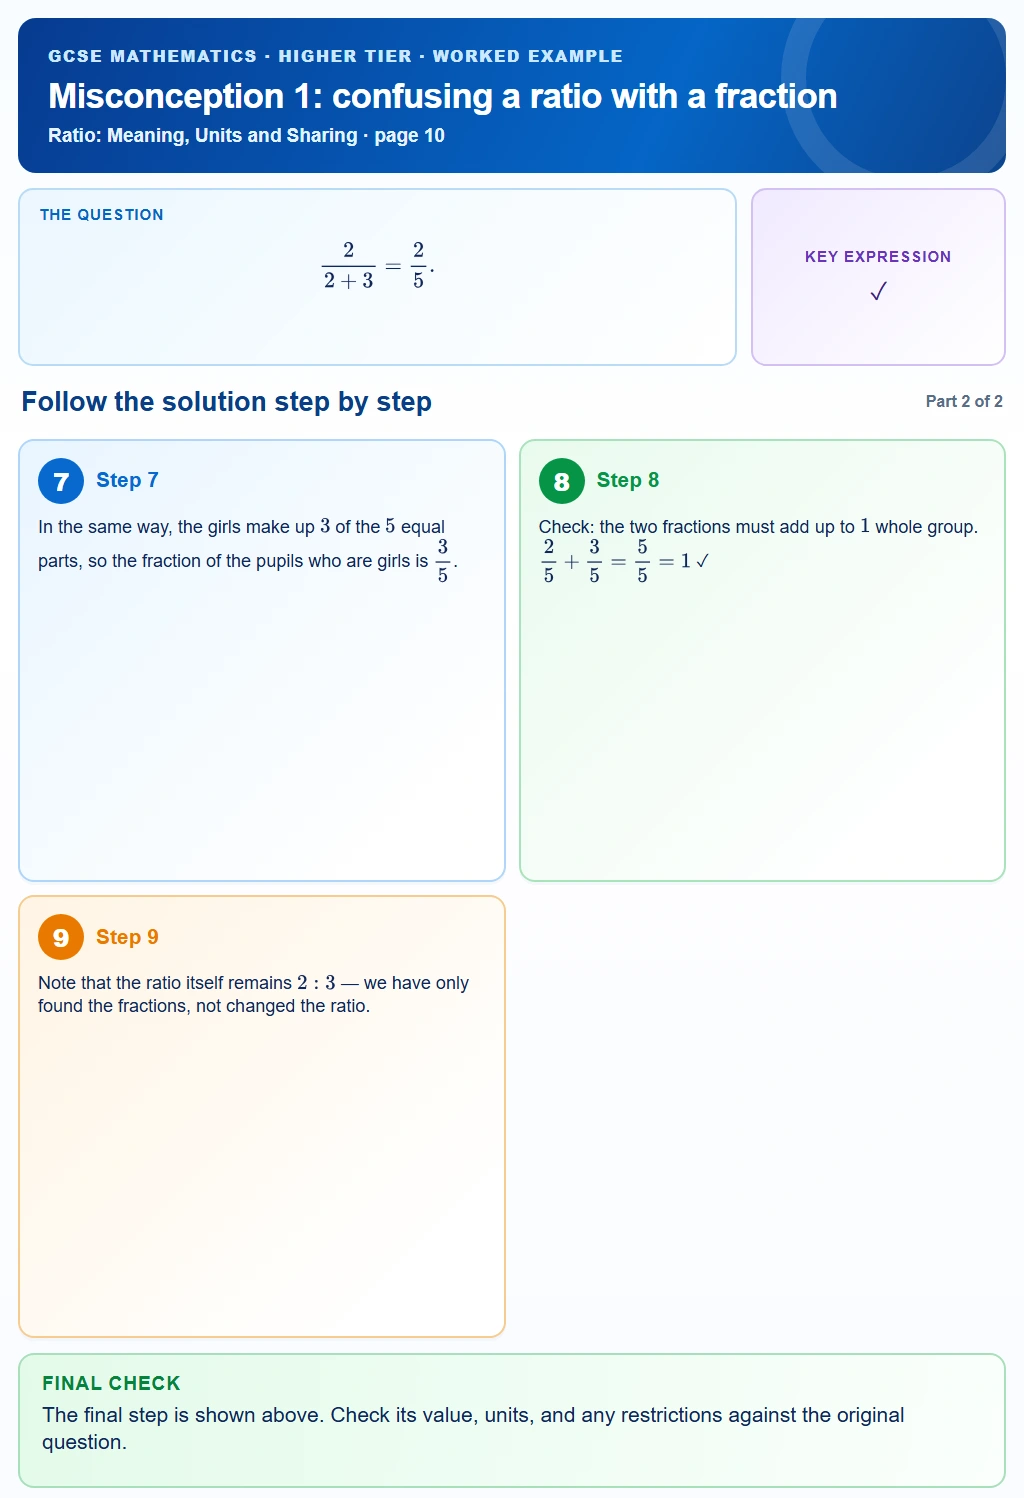 GCSE MATHEMATICS · HIGHER TIER · WORKED EXAMPLE
Misconception 1: confusing a ratio with a fraction
Ratio: Meaning, Units and Sharing · page 10
THE QUESTION
\frac{2}{2+3} = \frac{2}{5}.
KEY EXPRESSION
✓
Follow the solution step by step
Part 2 of 2
7 Step 7
In the same way, the girls make up 3 of the 5 equal
parts, so the fraction of the pupils who are girls is \frac{3}{5}.
8 Step 8
Check: the two fractions must add up to 1 whole group.
\frac{2}{5} + \frac{3}{5} = \frac{5}{5} = 1 ✓
9 Step 9
Note that the ratio itself remains 2 : 3 — we have only
found the fractions, not changed the ratio.
FINAL CHECK
The final step is shown above. Check its value, units, and any restrictions against the original
question.